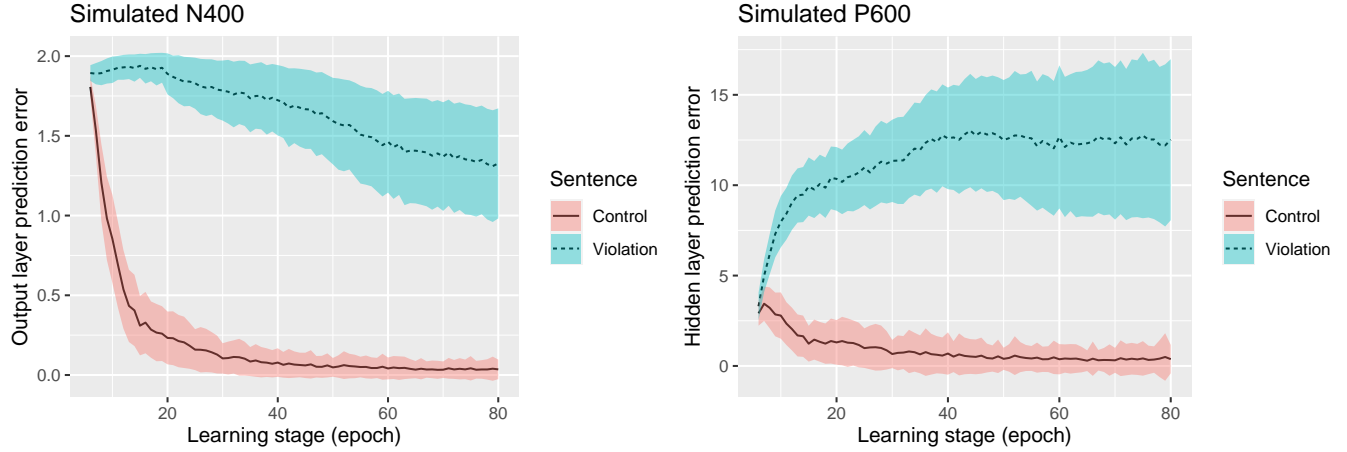 Simulated N400
Output layer prediction error
2.0
1.5
1.0
0.5
0.0
20
40
60
80
Learning stage (epoch)
Sentence
Control
Violation
Simulated P600
Hidden layer prediction error
15
10
5
0
20
40
60
80
Learning stage (epoch)
Sentence
Control
Violation